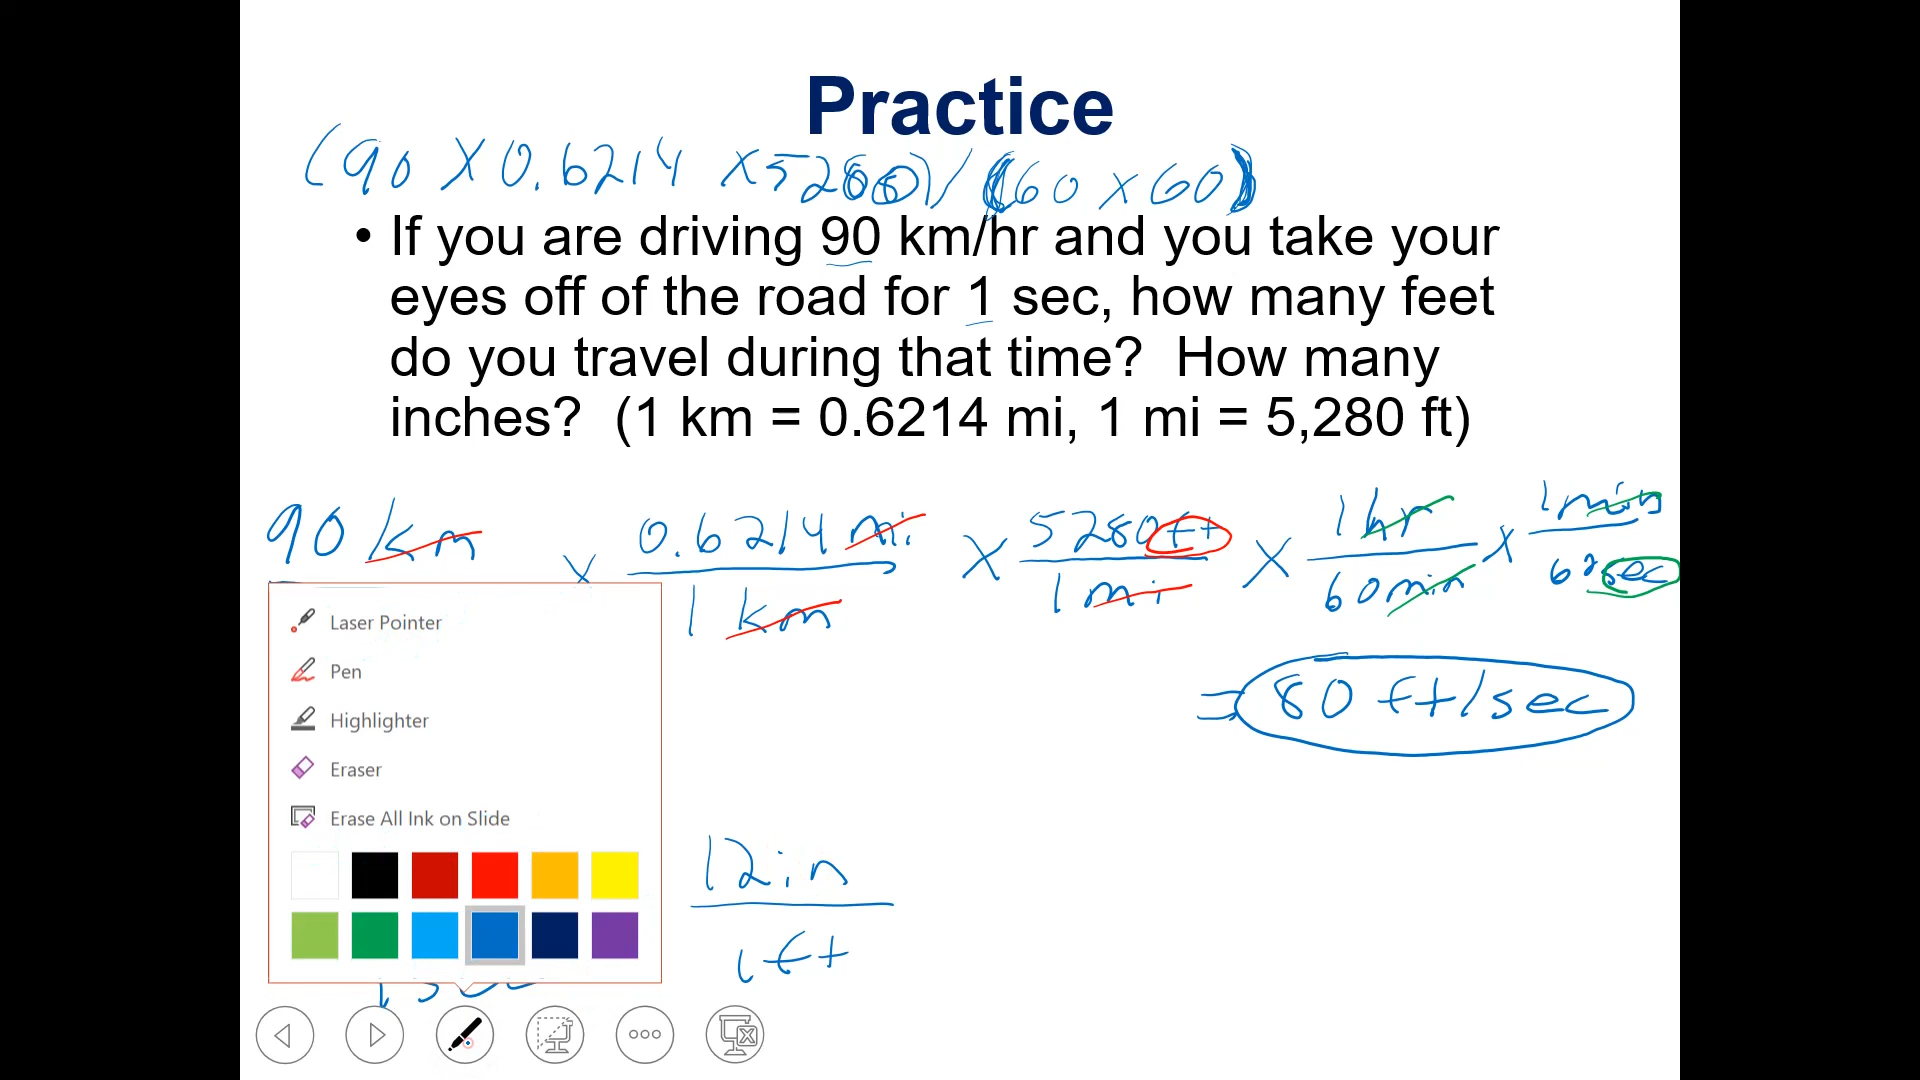 Practice
(90 X 0.6214 X 5280) / (60 X 60)
• If you are driving 90 km/hr and you take your
eyes off of the road for 1 sec, how many feet
do you travel during that time?  How many
inches?  (1 km = 0.6214 mi, 1 mi = 5,280 ft)
90 km X 0.6214 mi X 5280 ft X 1 hr X 1 min
1 km 1 mi 60 min 60 sec
= 80 ft/sec
Laser Pointer
Pen
Highlighter
Eraser
Erase All Ink on Slide
12 in
1 ft
1 sec